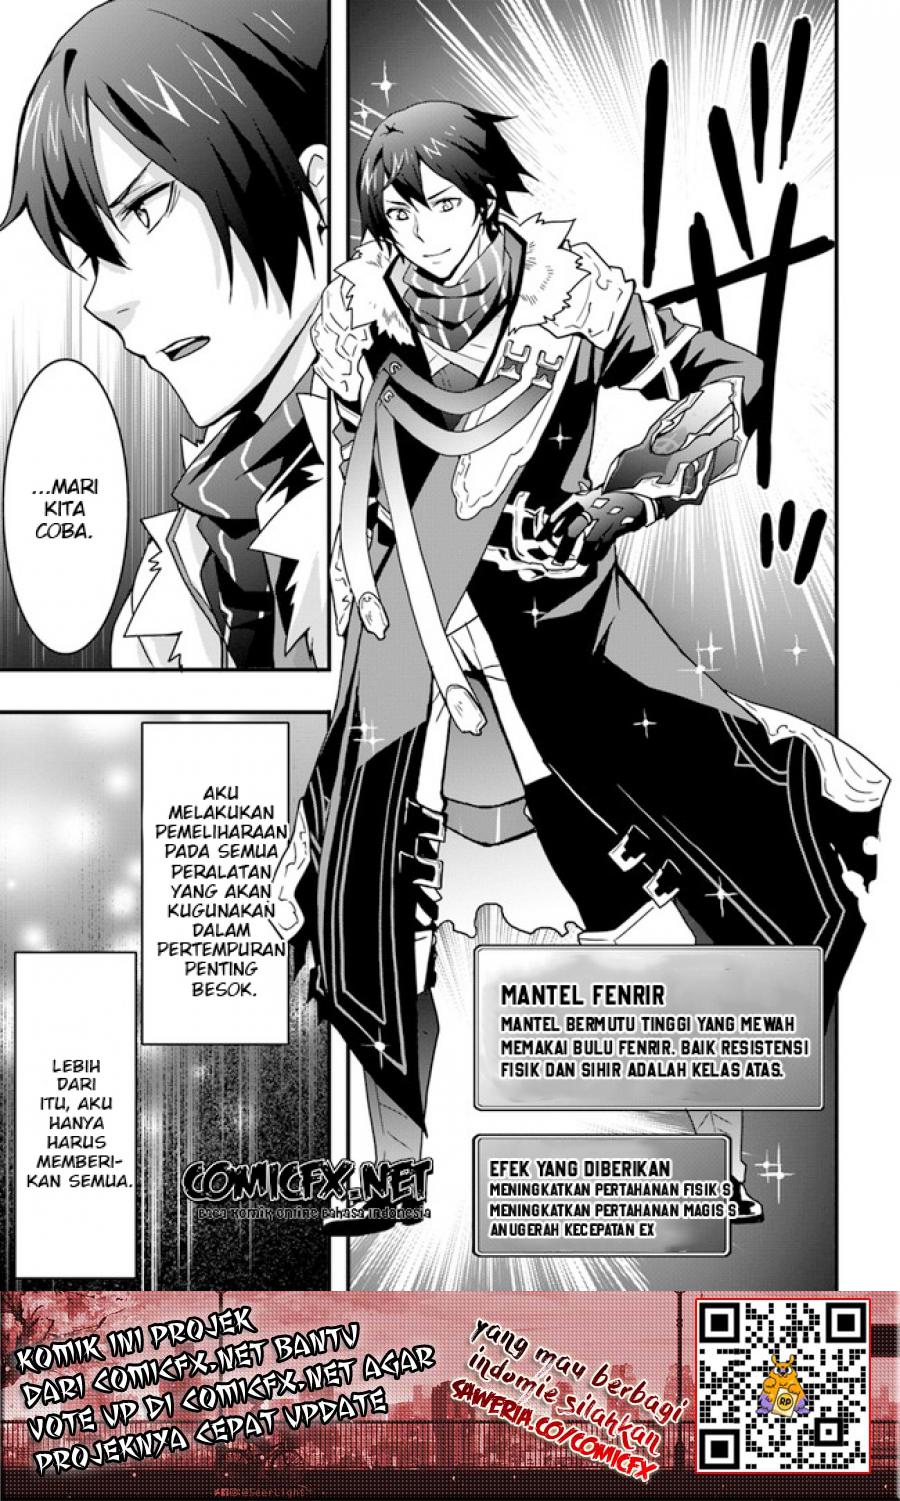 ...MARI
KITA
COBA.
AKU
MELAKUKAN
PEMELIHARAAN
PADA SEMUA
PERALATAN
YANG AKAN
KUGUNAKAN
DALAM
PERTEMPURAN
PENTING
BESOK.
LEBIH
DARI
ITU, AKU
HANYA
HARUS
MEMBERI-
KAN SEMUA.
MANTEL FENRIR
MANTEL BERMUTU TINGGI YANG MEWAH
MEMAKAI BULU FENRIR. BAIK RESISTENSI
FISIK DAN SIHIR ADALAH KELAS ATAS.
EFEK YANG DIBERIKAN
MENINGKATKAN PERTAHANAN FISIK S
MENINGKATKAN PERTAHANAN MAGIS S
ANUGERAH KECEPATAN EX
COMICFX.NET
Baca Komik Online Bahasa Indonesia
KOMIK INI PROJEK
DARI COMICFX.NET BANTU
VOTE UP DI COMICFX.NET AGAR
PROJEKNYA CEPAT UPDATE
yang mau berbagi
indomie silahkan
SAWERIA.CO/COMICFX
RP
@SeerLight